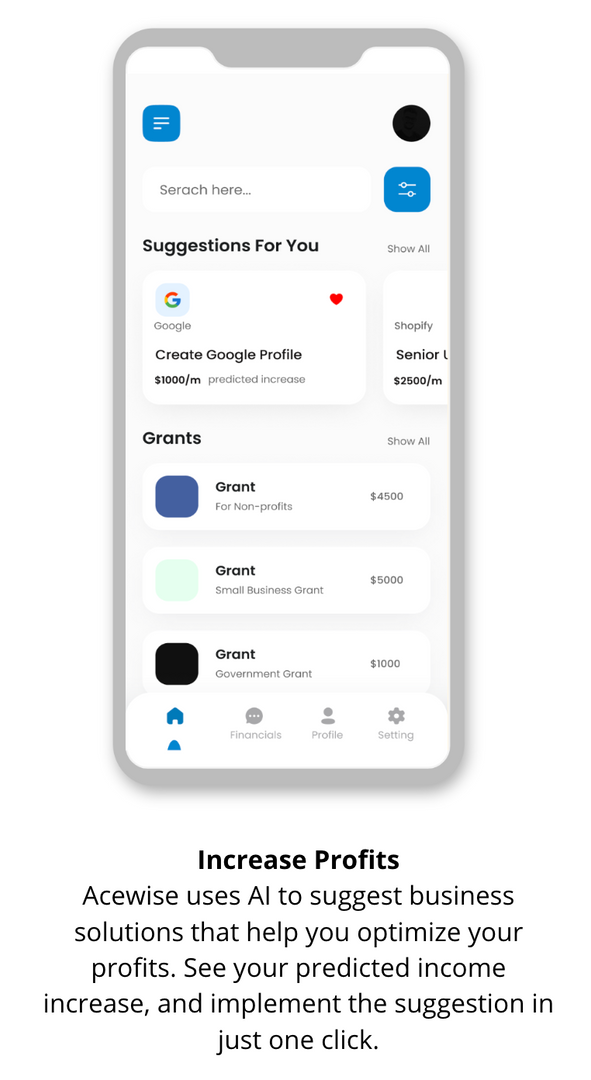 Serach here...
Suggestions For You
Show All
Google
Shopify
Create Google Profile
Senior U
$1000/m predicted increase
$2500/m
Grants
Show All
Grant
For Non-profits
$4500
Grant
Small Business Grant
$5000
Grant
Government Grant
$1000
Financials
Profile
Setting
Increase Profits
Acewise uses AI to suggest business
solutions that help you optimize your
profits. See your predicted income
increase, and implement the suggestion in
just one click.